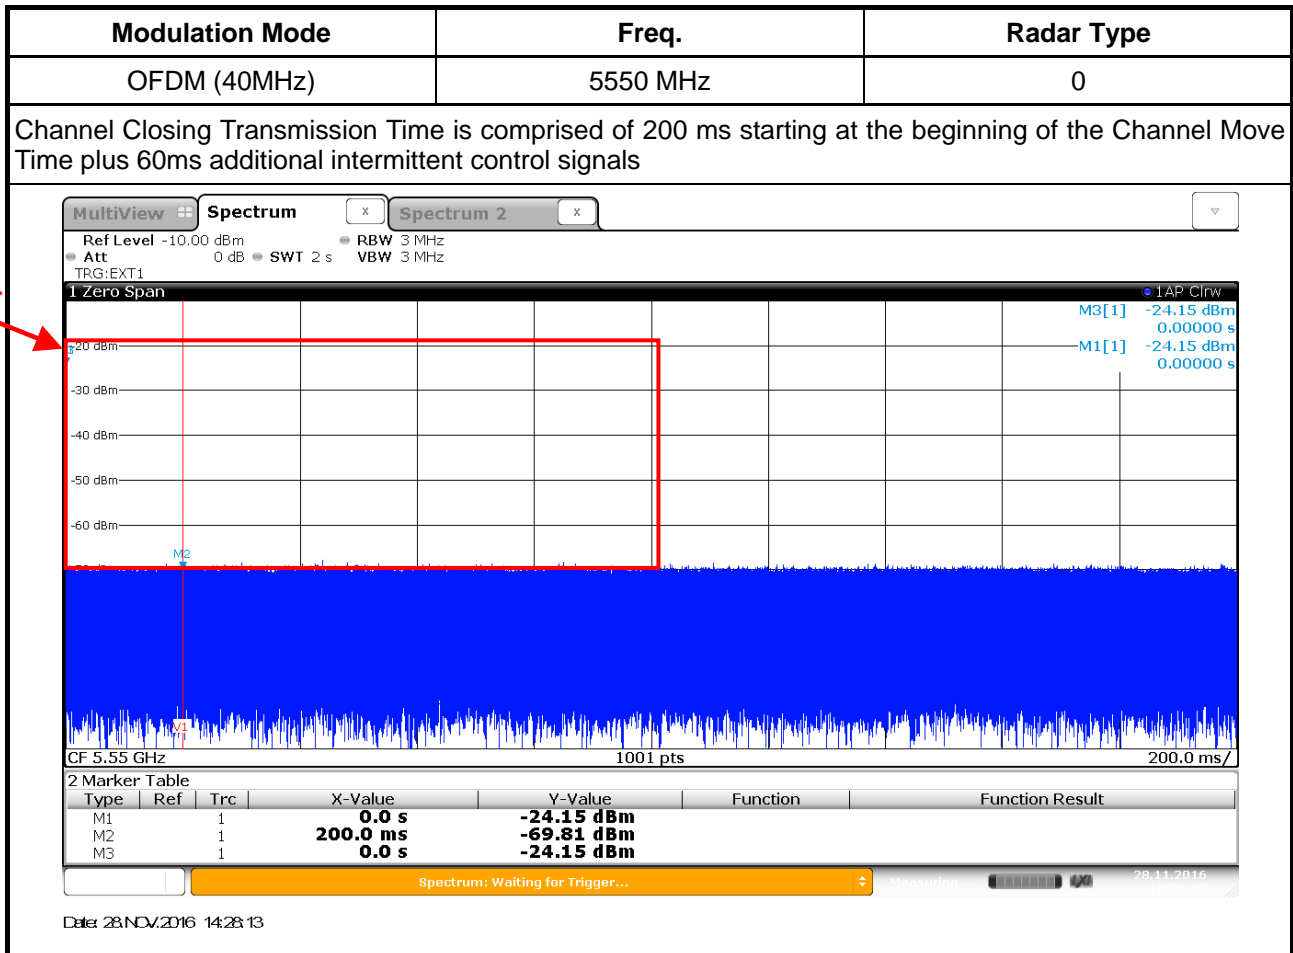 Modulation Mode Freq. Radar Type
OFDM (40MHz) 5550 MHz 0
Channel Closing Transmission Time is comprised of 200 ms starting at the beginning of the Channel Move
Time plus 60ms additional intermittent control signals
MultiView Spectrum x Spectrum 2 x
Ref Level -10.00 dBm RBW 3 MHz
Att 0 dB SWT 2 s VBW 3 MHz
TRG:EXT1
1 Zero Span 1AP Clrw
M3[1] -24.15 dBm
0.00000 s
-20 dBm M1[1] -24.15 dBm
0.00000 s
-30 dBm
-40 dBm
-50 dBm
-60 dBm
M2
V1
CF 5.55 GHz 1001 pts 200.0 ms/
2 Marker Table
Type Ref Trc X-Value Y-Value Function Function Result
M1 1 0.0 s -24.15 dBm
M2 1 200.0 ms -69.81 dBm
M3 1 0.0 s -24.15 dBm
Spectrum: Waiting for Trigger... Measuring... 28.11.2016
Date: 28.NOV.2016 14:28:13